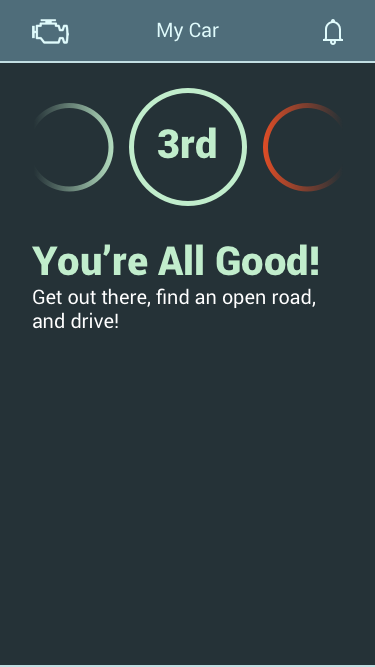 My Car
3rd
You’re All Good!
Get out there, find an open road,
and drive!